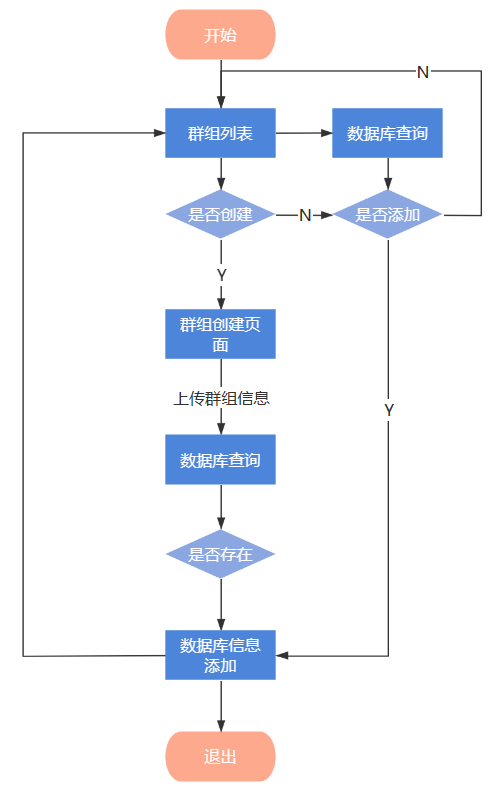 开始
N
群组列表
数据库查询
是否创建
N
是否添加
Y
群组创建页
面
上传群组信息
Y
数据库查询
是否存在
数据库信息
添加
退出